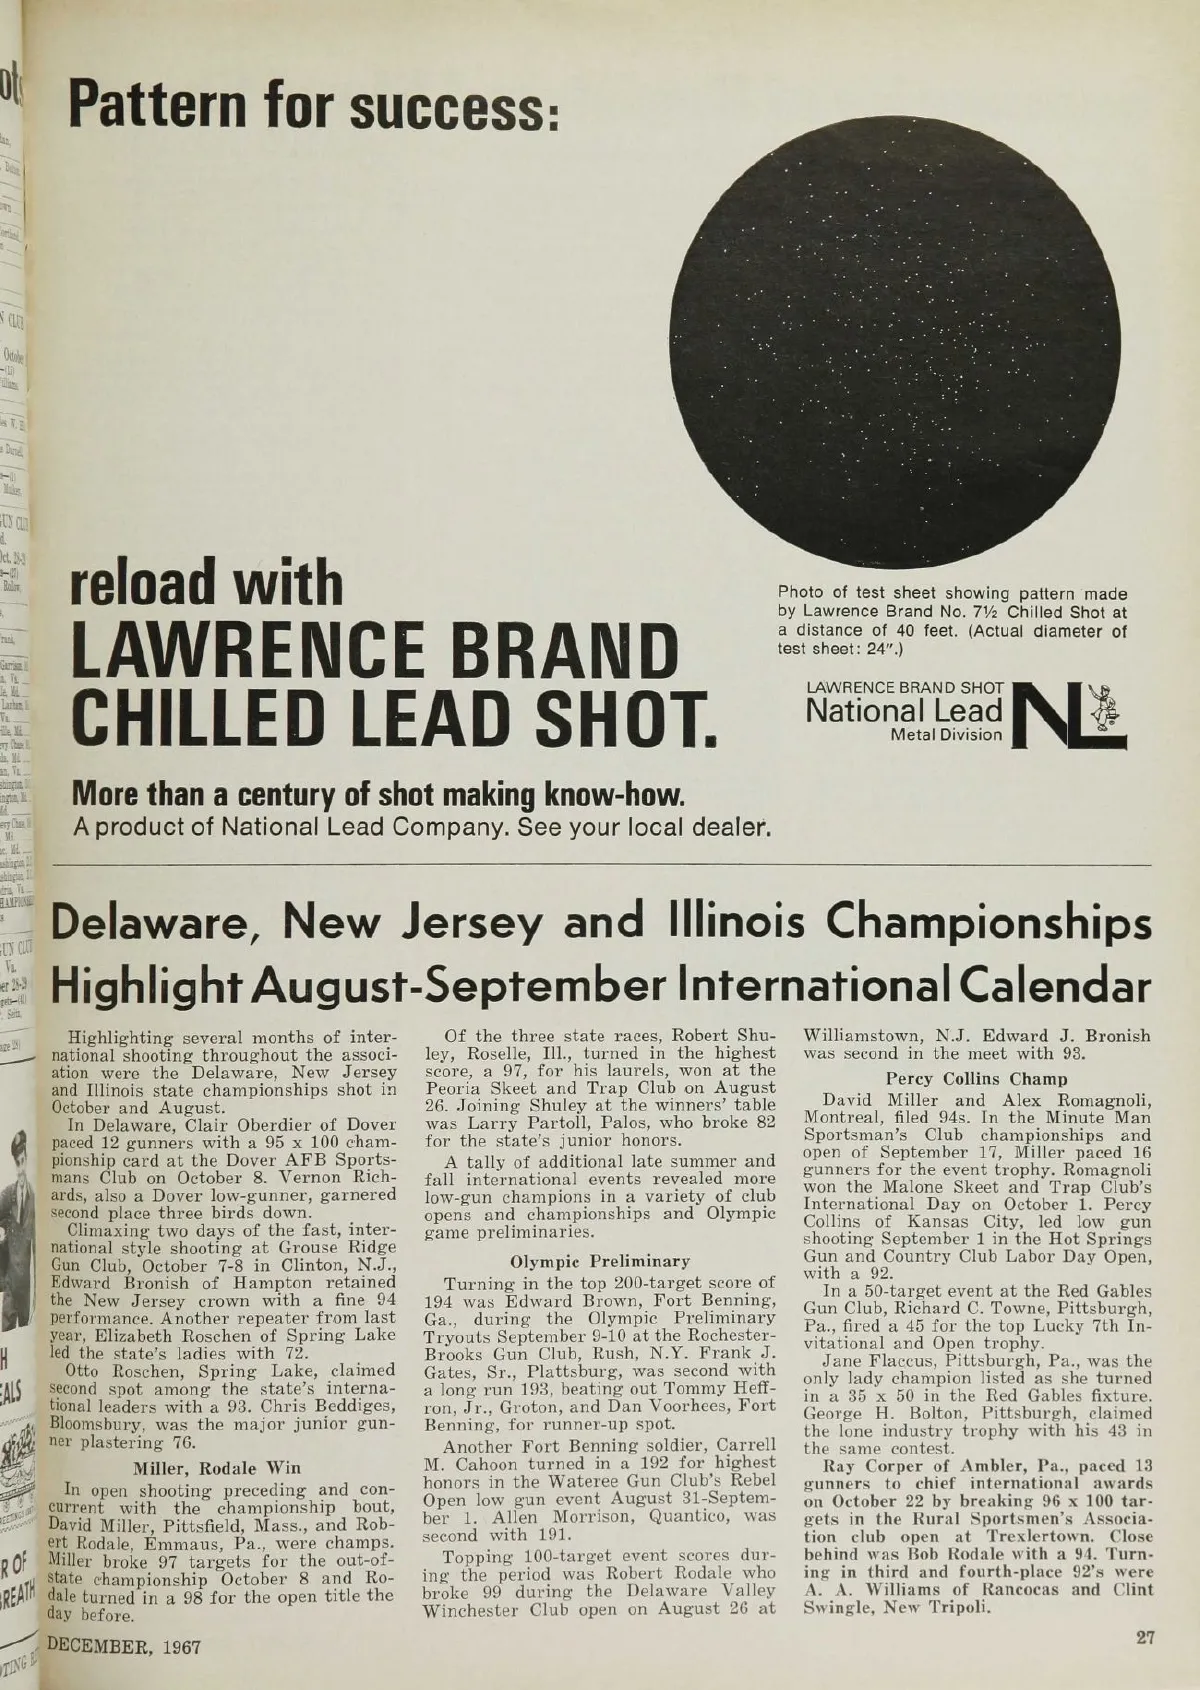 Pattern for success:
reload with
LAWRENCE BRAND
CHILLED LEAD SHOT.
More than a century of shot making know-how.
A product of National Lead Company. See your local dealer.
Photo of test sheet showing pattern made
by Lawrence Brand No. 7½ Chilled Shot at
a distance of 40 feet. (Actual diameter of
test sheet: 24".)
LAWRENCE BRAND SHOT
National Lead
Metal Division
NL
Delaware, New Jersey and Illinois Championships
Highlight August-September International Calendar
Highlighting several months of inter-
national shooting throughout the associ-
ation were the Delaware, New Jersey
and Illinois state championships shot in
October and August.
In Delaware, Clair Oberdier of Dover
paced 12 gunners with a 95 x 100 cham-
pionship card at the Dover AFB Sports-
mans Club on October 8. Vernon Rich-
ards, also a Dover low-gunner, garnered
second place three birds down.
Climaxing two days of the fast, inter-
national style shooting at Grouse Ridge
Gun Club, October 7-8 in Clinton, N.J.,
Edward Bronish of Hampton retained
the New Jersey crown with a fine 94
performance. Another repeater from last
year, Elizabeth Roschen of Spring Lake
led the state's ladies with 72.
Otto Roschen, Spring Lake, claimed
second spot among the state's interna-
tional leaders with a 93. Chris Beddiges,
Bloomsbury, was the major junior gun-
ner plastering 76.
Miller, Rodale Win
In open shooting preceding and con-
current with the championship bout,
David Miller, Pittsfield, Mass., and Rob-
ert Rodale, Emmaus, Pa., were champs.
Miller broke 97 targets for the out-of-
state championship October 8 and Ro-
dale turned in a 98 for the open title the
day before.
Of the three state races, Robert Shu-
ley, Roselle, Ill., turned in the highest
score, a 97, for his laurels, won at the
Peoria Skeet and Trap Club on August
26. Joining Shuley at the winners' table
was Larry Partoll, Palos, who broke 82
for the state's junior honors.
A tally of additional late summer and
fall international events revealed more
low-gun champions in a variety of club
opens and championships and Olympic
game preliminaries.
Olympic Preliminary
Turning in the top 200-target score of
194 was Edward Brown, Fort Benning,
Ga., during the Olympic Preliminary
Tryouts September 9-10 at the Rochester-
Brooks Gun Club, Rush, N.Y. Frank J.
Gates, Sr., Plattsburg, was second with
a long run 193, beating out Tommy Heff-
ron, Jr., Groton, and Dan Voorhees, Fort
Benning, for runner-up spot.
Another Fort Benning soldier, Carrell
M. Cahoon turned in a 192 for highest
honors in the Wateree Gun Club's Rebel
Open low gun event August 31-Septem-
ber 1. Allen Morrison, Quantico, was
second with 191.
Topping 100-target event scores dur-
ing the period was Robert Rodale who
broke 99 during the Delaware Valley
Winchester Club open on August 26 at
Williamstown, N.J. Edward J. Bronish
was second in the meet with 93.
Percy Collins Champ
David Miller and Alex Romagnoli,
Montreal, filed 94s. In the Minute Man
Sportsman's Club championships and
open of September 17, Miller paced 16
gunners for the event trophy. Romagnoli
won the Malone Skeet and Trap Club's
International Day on October 1. Percy
Collins of Kansas City, led low gun
shooting September 1 in the Hot Springs
Gun and Country Club Labor Day Open,
with a 92.
In a 50-target event at the Red Gables
Gun Club, Richard C. Towne, Pittsburgh,
Pa., fired a 45 for the top Lucky 7th In-
vitational and Open trophy.
Jane Flaccus, Pittsburgh, Pa., was the
only lady champion listed as she turned
in a 35 x 50 in the Red Gables fixture.
George H. Bolton, Pittsburgh, claimed
the lone industry trophy with his 43 in
the same contest.
Ray Corper of Ambler, Pa., paced 13
gunners to chief international awards
on October 22 by breaking 96 x 100 tar-
gets in the Rural Sportsmen's Associa-
tion club open at Trexlertown. Close
behind was Bob Rodale with a 94. Turn-
ing in third and fourth-place 92's were
A. A. Williams of Rancocas and Clint
Swingle, New Tripoli.
DECEMBER, 1967
27